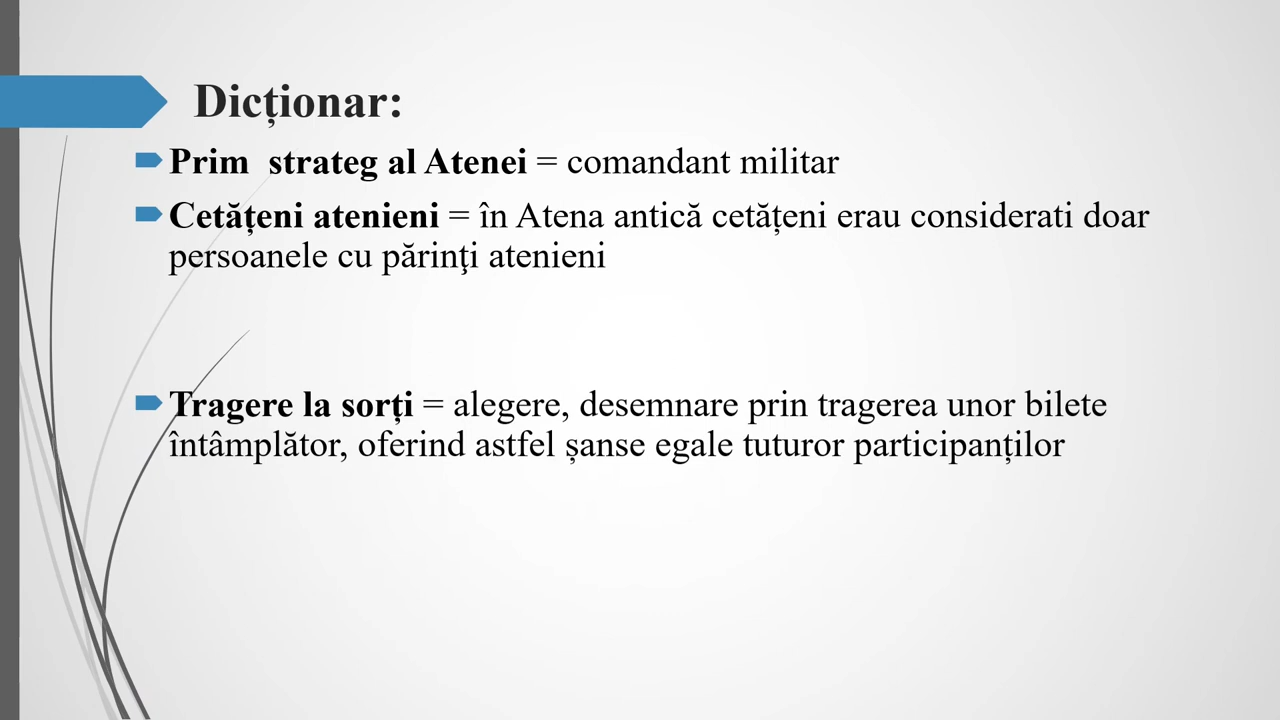 Dicționar:
Prim  strateg al Atenei = comandant militar
Cetățeni atenieni = în Atena antică cetățeni erau considerati doar
persoanele cu părinţi atenieni
Tragere la sorți = alegere, desemnare prin tragerea unor bilete
întâmplător, oferind astfel șanse egale tuturor participanților